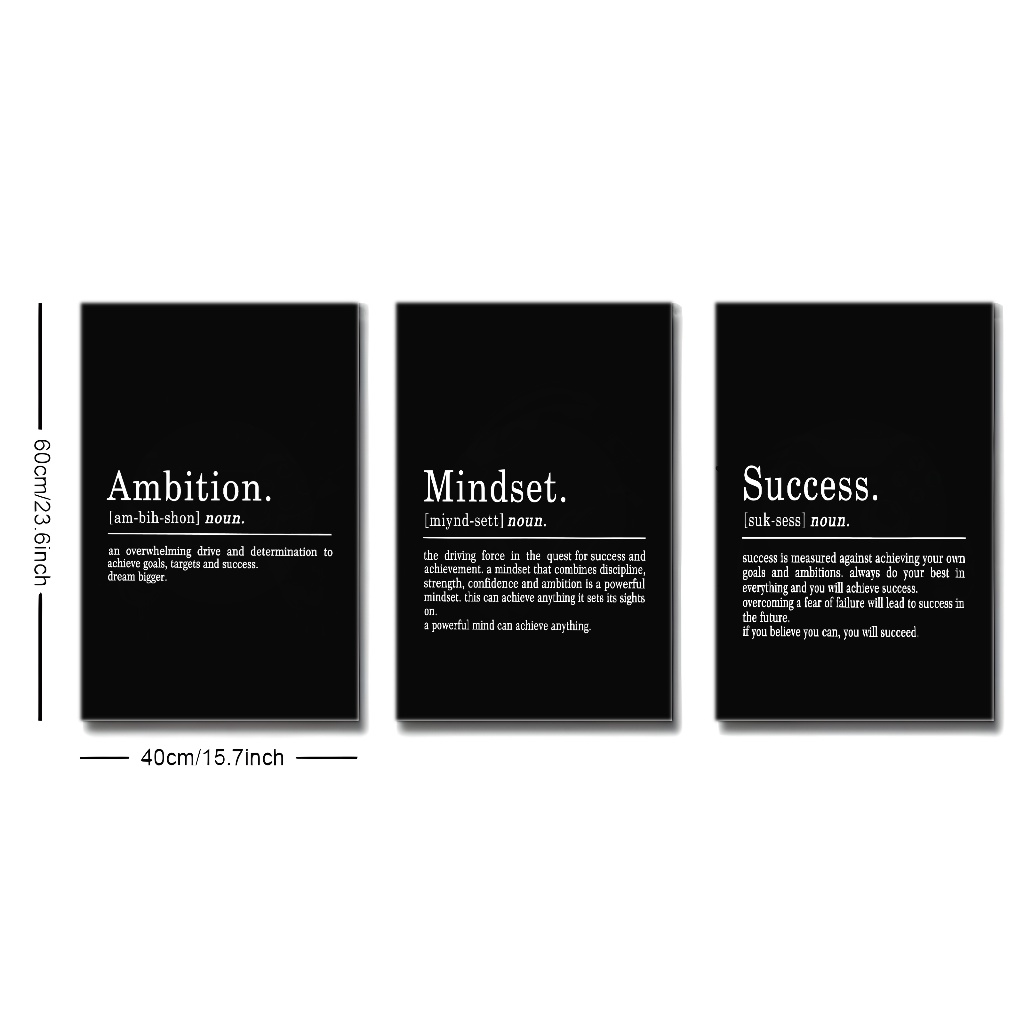 60cm/23.6inch
Ambition.
[am-bih-shon] noun.
an overwhelming drive and determination to
achieve goals, targets and success.
dream bigger.
Mindset.
[miynd-sett] noun.
the driving force in the quest for success and
achievement. a mindset that combines discipline,
strength, confidence and ambition is a powerful
mindset. this can achieve anything it sets its sights
on.
a powerful mind can achieve anything.
Success.
[suk-sess] noun.
success is measured against achieving your own
goals and ambitions. always do your best in
everything and you will achieve success.
overcoming a fear of failure will lead to success in
the future.
if you believe you can, you will succeed.
40cm/15.7inch